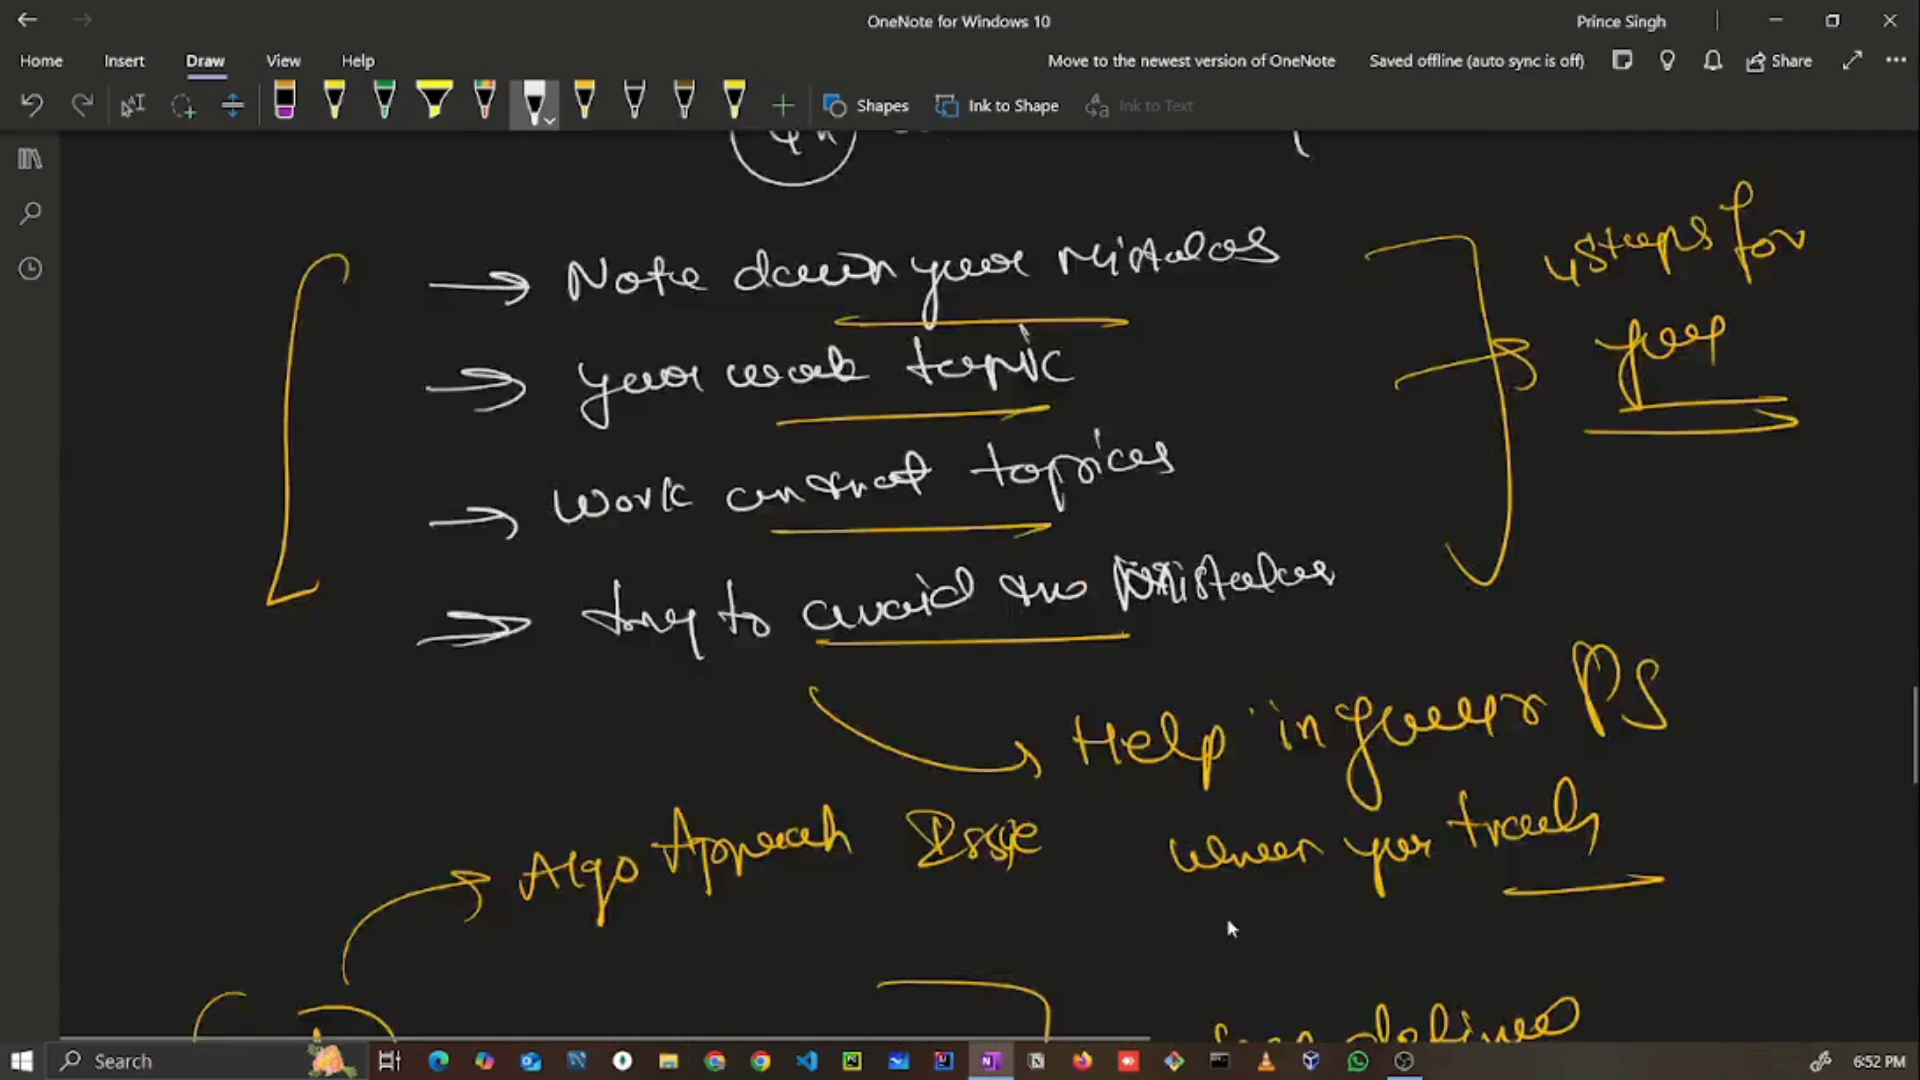 OneNote for Windows 10
Prince Singh
Home Insert Draw View Help
Move to the newest version of OneNote Saved offline (auto sync is off) Share
Shapes Ink to Shape Ink to Text
→ Note down your Mistakes
→ your weak topic
→ Work on that topics
→ try to avoid the Mistakes
4 steps for
you
Help in your PS
when you
Algo Approach
defined
Search
6:52 PM